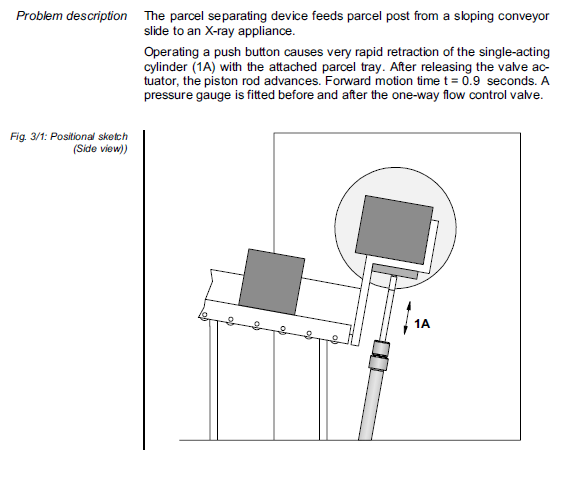 Problem description
The parcel separating device feeds parcel post from a sloping conveyor
slide to an X-ray appliance.
Operating a push button causes very rapid retraction of the single-acting
cylinder (1A) with the attached parcel tray. After releasing the valve ac-
tuator, the piston rod advances. Forward motion time t = 0.9 seconds. A
pressure gauge is fitted before and after the one-way flow control valve.
Fig. 3/1: Positional sketch
(Side view))
1A